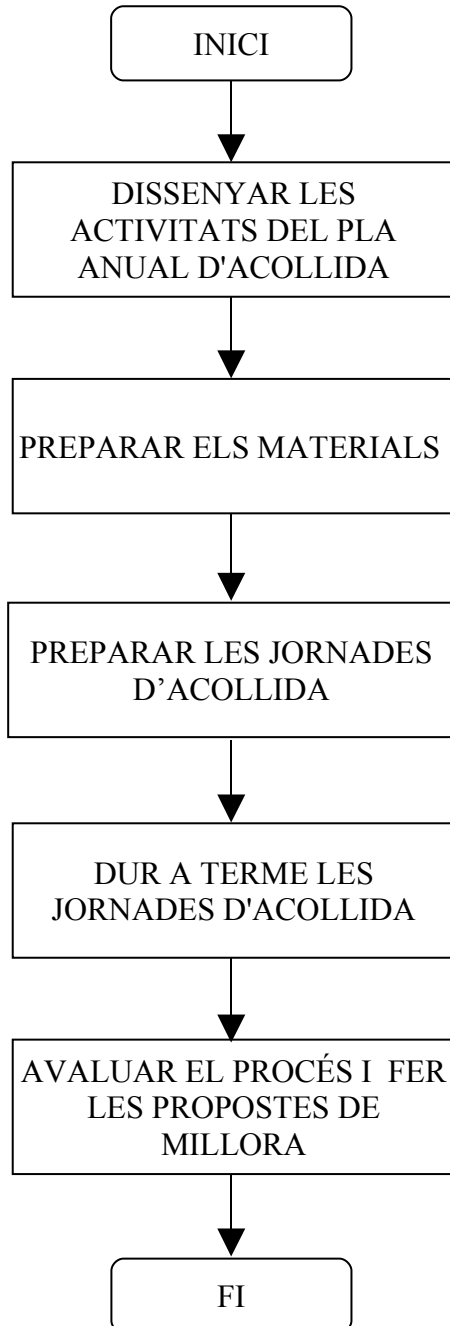 INICI
DISSENYAR LES
ACTIVITATS DEL PLA
ANUAL D'ACOLLIDA
PREPARAR ELS MATERIALS
PREPARAR LES JORNADES
D’ACOLLIDA
DUR A TERME LES
JORNADES D'ACOLLIDA
AVALUAR EL PROCÉS I  FER
LES PROPOSTES DE
MILLORA
FI